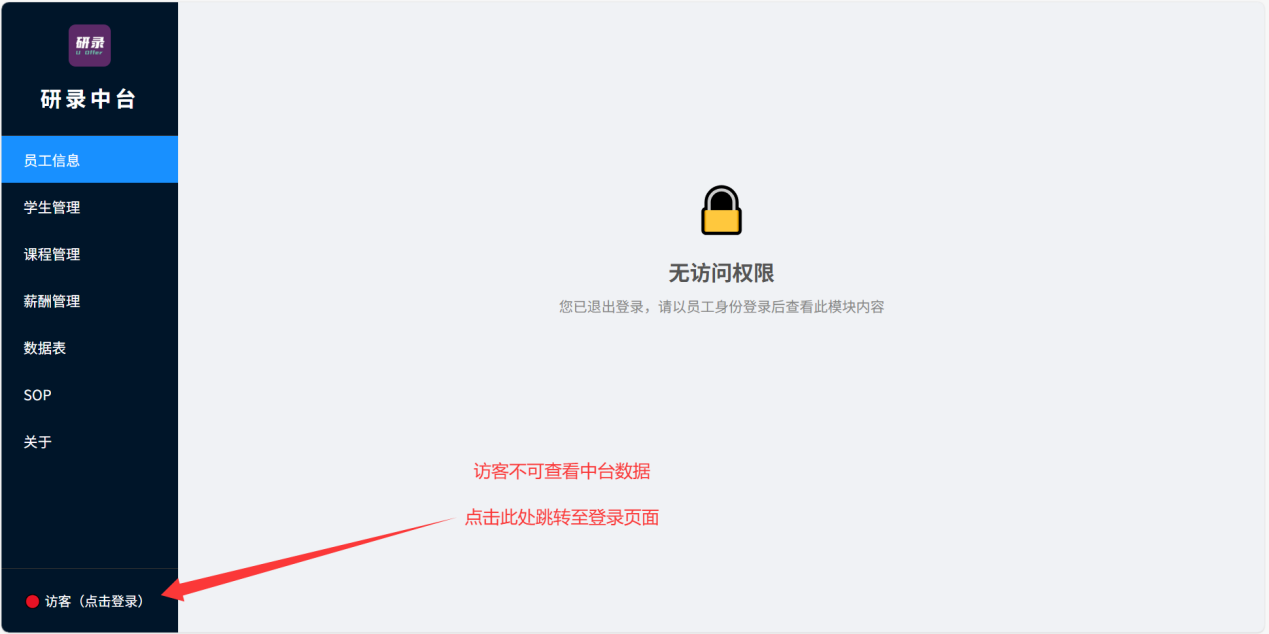 研录
U Offer
研录中台
员工信息
学生管理
课程管理
薪酬管理
数据表
SOP
关于
访客（点击登录）
无访问权限
您已退出登录，请以员工身份登录后查看此模块内容
访客不可查看中台数据
点击此处跳转至登录页面